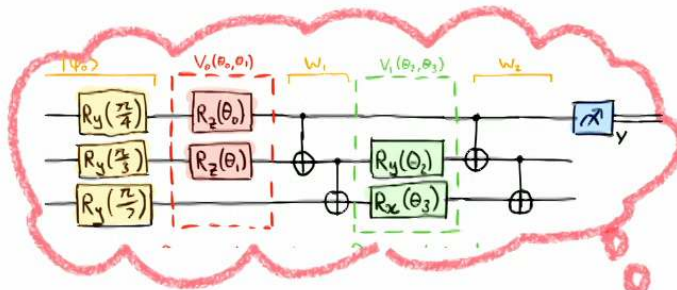 |ψ₀⟩ V₀(θ₀,θ₁) W₁ V₁(θ₂,θ₃) W₂
Ry(π/4) Rz(θ₀)
Y
Ry(π/3) Rz(θ₁) Ry(θ₂)
Ry(π/7) Rx(θ₃)